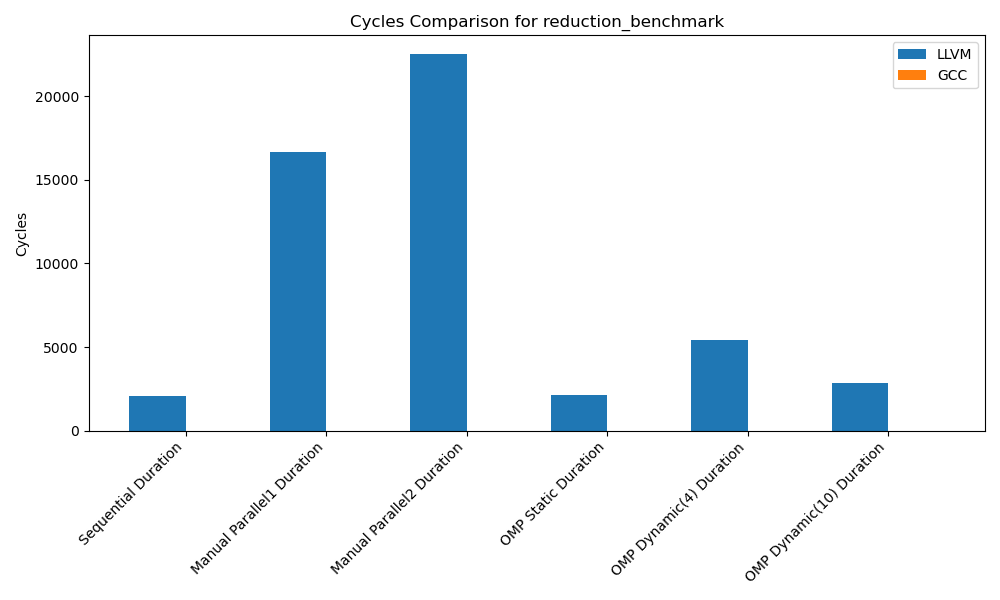 Cycles Comparison for reduction_benchmark
LLVM
GCC
Cycles
20000
15000
10000
5000
0
Sequential Duration
Manual Parallel1 Duration
Manual Parallel2 Duration
OMP Static Duration
OMP Dynamic(4) Duration
OMP Dynamic(10) Duration